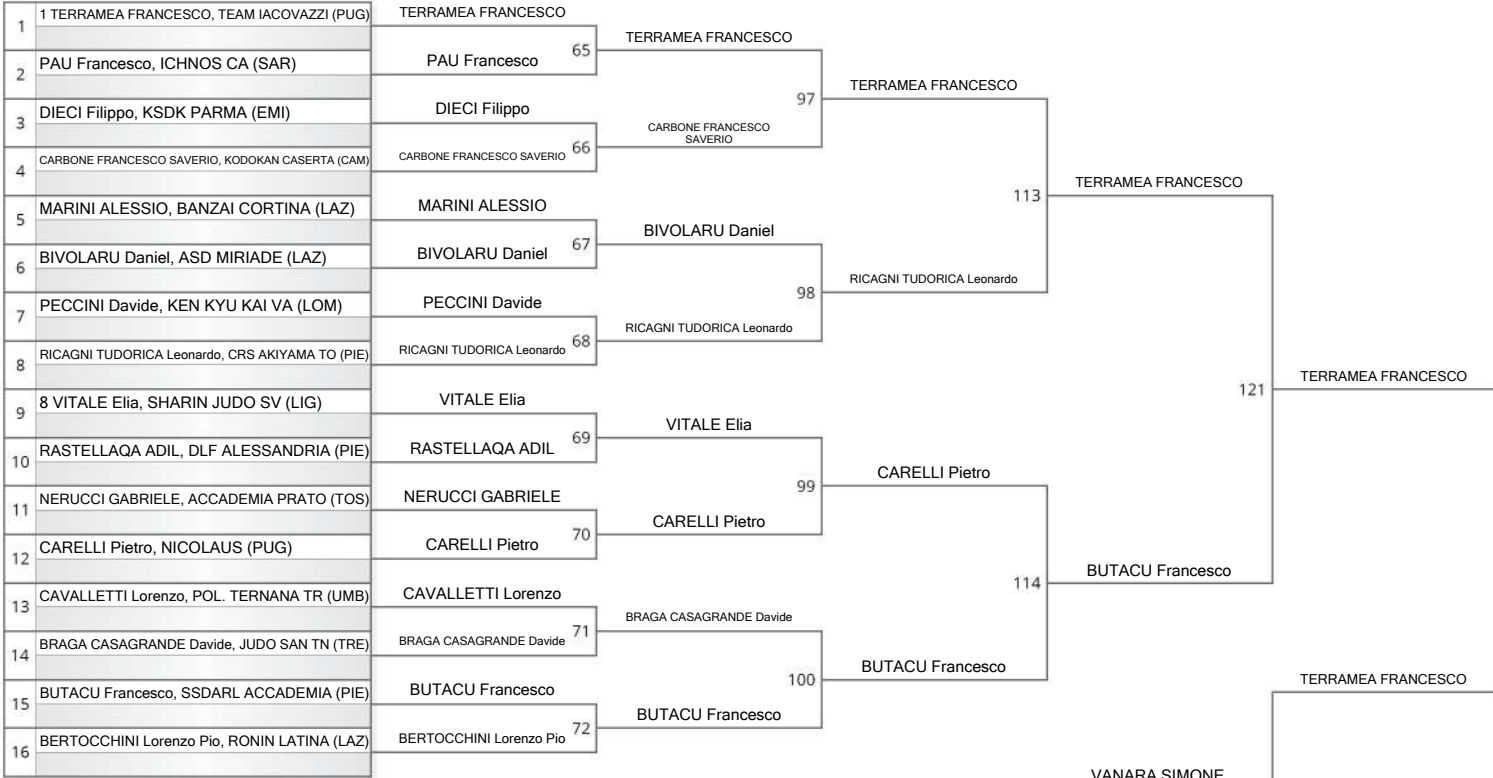 1 1 TERRAMEA FRANCESCO, TEAM IACOVAZZI (PUG)
2 PAU Francesco, ICHNOS CA (SAR)
3 DIECI Filippo, KSDK PARMA (EMI)
4 CARBONE FRANCESCO SAVERIO, KODOKAN CASERTA (CAM)
5 MARINI ALESSIO, BANZAI CORTINA (LAZ)
6 BIVOLARU Daniel, ASD MIRIADE (LAZ)
7 PECCINI Davide, KEN KYU KAI VA (LOM)
8 RICAGNI TUDORICA Leonardo, CRS AKIYAMA TO (PIE)
9 8 VITALE Elia, SHARIN JUDO SV (LIG)
10 RASTELLAQA ADIL, DLF ALESSANDRIA (PIE)
11 NERUCCI GABRIELE, ACCADEMIA PRATO (TOS)
12 CARELLI Pietro, NICOLAUS (PUG)
13 CAVALLETTI Lorenzo, POL. TERNANA TR (UMB)
14 BRAGA CASAGRANDE Davide, JUDO SAN TN (TRE)
15 BUTACU Francesco, SSDARL ACCADEMIA (PIE)
16 BERTOCCHINI Lorenzo Pio, RONIN LATINA (LAZ)
TERRAMEA FRANCESCO
65
PAU Francesco
DIECI Filippo
66
CARBONE FRANCESCO SAVERIO
MARINI ALESSIO
67
BIVOLARU Daniel
PECCINI Davide
68
RICAGNI TUDORICA Leonardo
VITALE Elia
69
RASTELLAQA ADIL
NERUCCI GABRIELE
70
CARELLI Pietro
CAVALLETTI Lorenzo
71
BRAGA CASAGRANDE Davide
BUTACU Francesco
72
BERTOCCHINI Lorenzo Pio
TERRAMEA FRANCESCO
97
CARBONE FRANCESCO
SAVERIO
BIVOLARU Daniel
98
RICAGNI TUDORICA Leonardo
VITALE Elia
99
CARELLI Pietro
BRAGA CASAGRANDE Davide
100
BUTACU Francesco
TERRAMEA FRANCESCO
113
RICAGNI TUDORICA Leonardo
CARELLI Pietro
114
BUTACU Francesco
TERRAMEA FRANCESCO
121
BUTACU Francesco
TERRAMEA FRANCESCO
TERRAMEA FRANCESCO
VANARA SIMONE